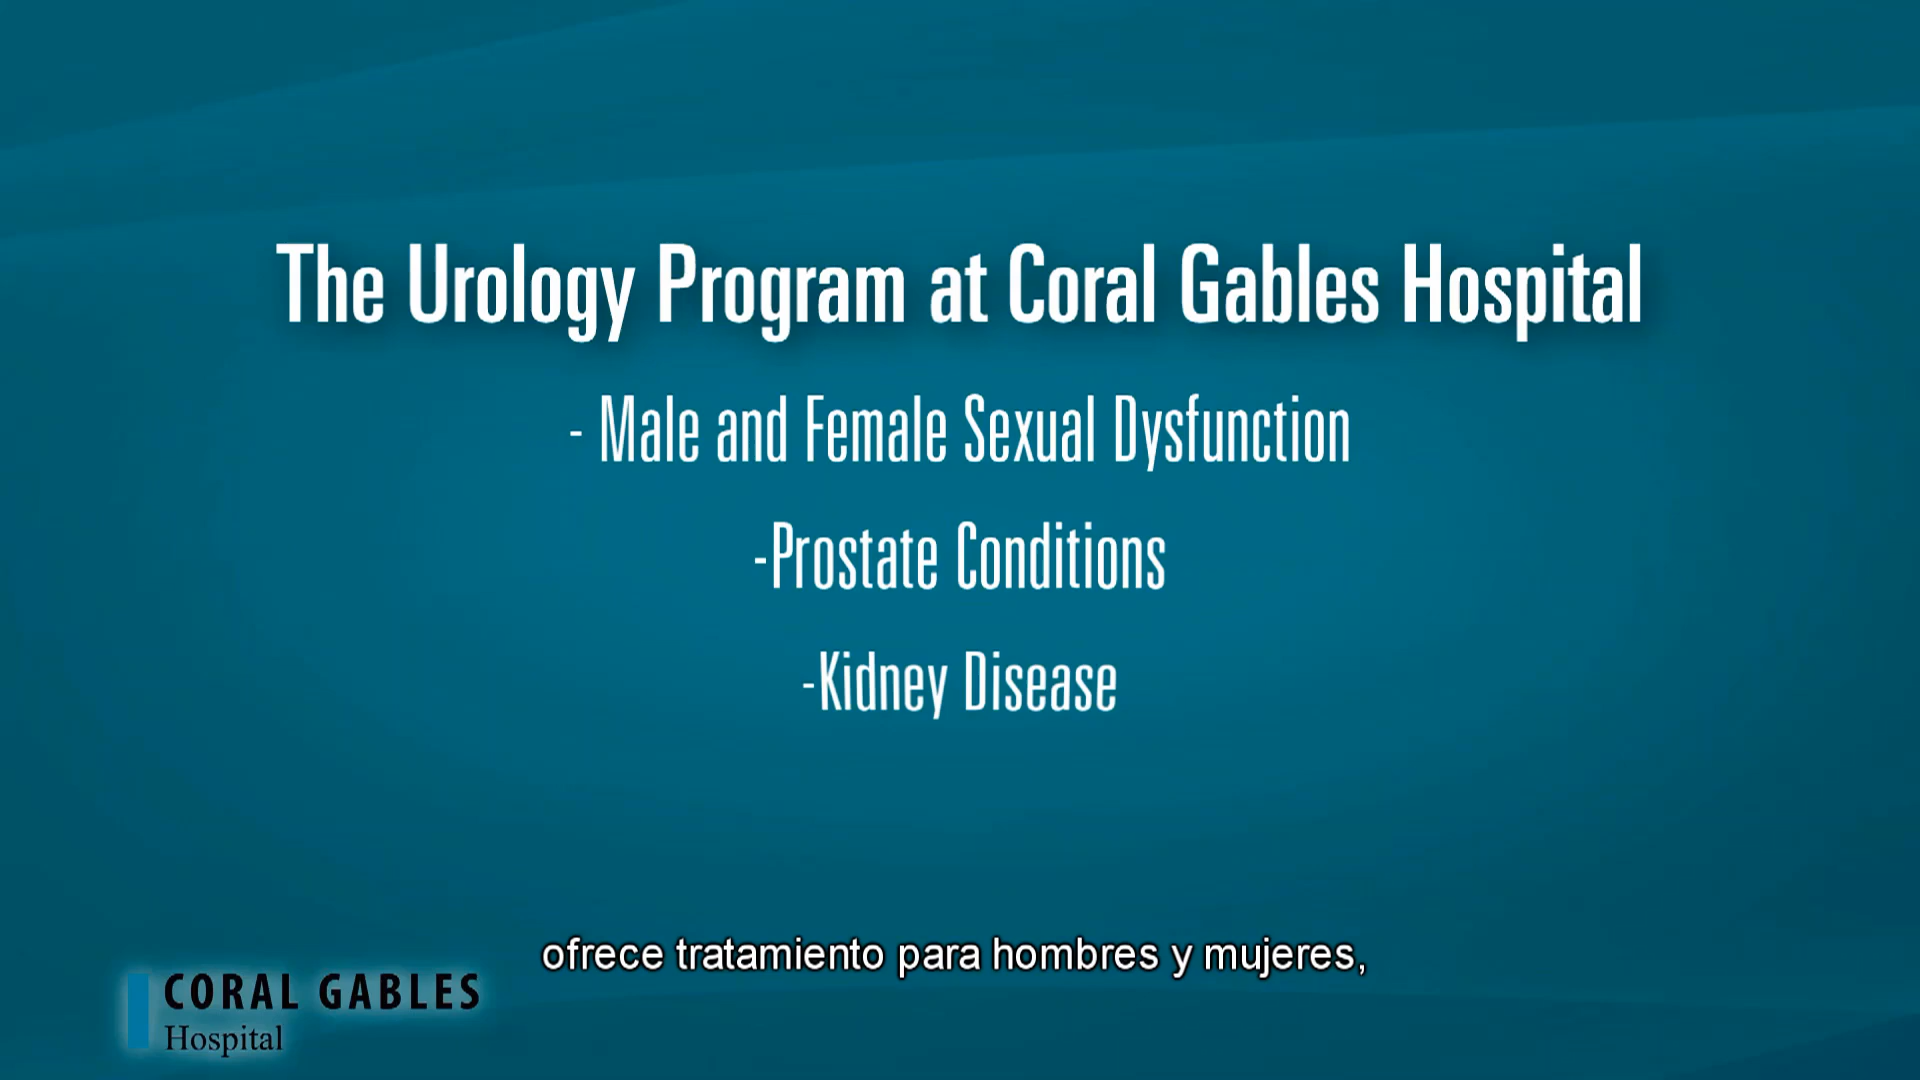 The Urology Program at Coral Gables Hospital
- Male and Female Sexual Dysfunction
-Prostate Conditions
-Kidney Disease
ofrece tratamiento para hombres y mujeres,
CORAL GABLES
Hospital